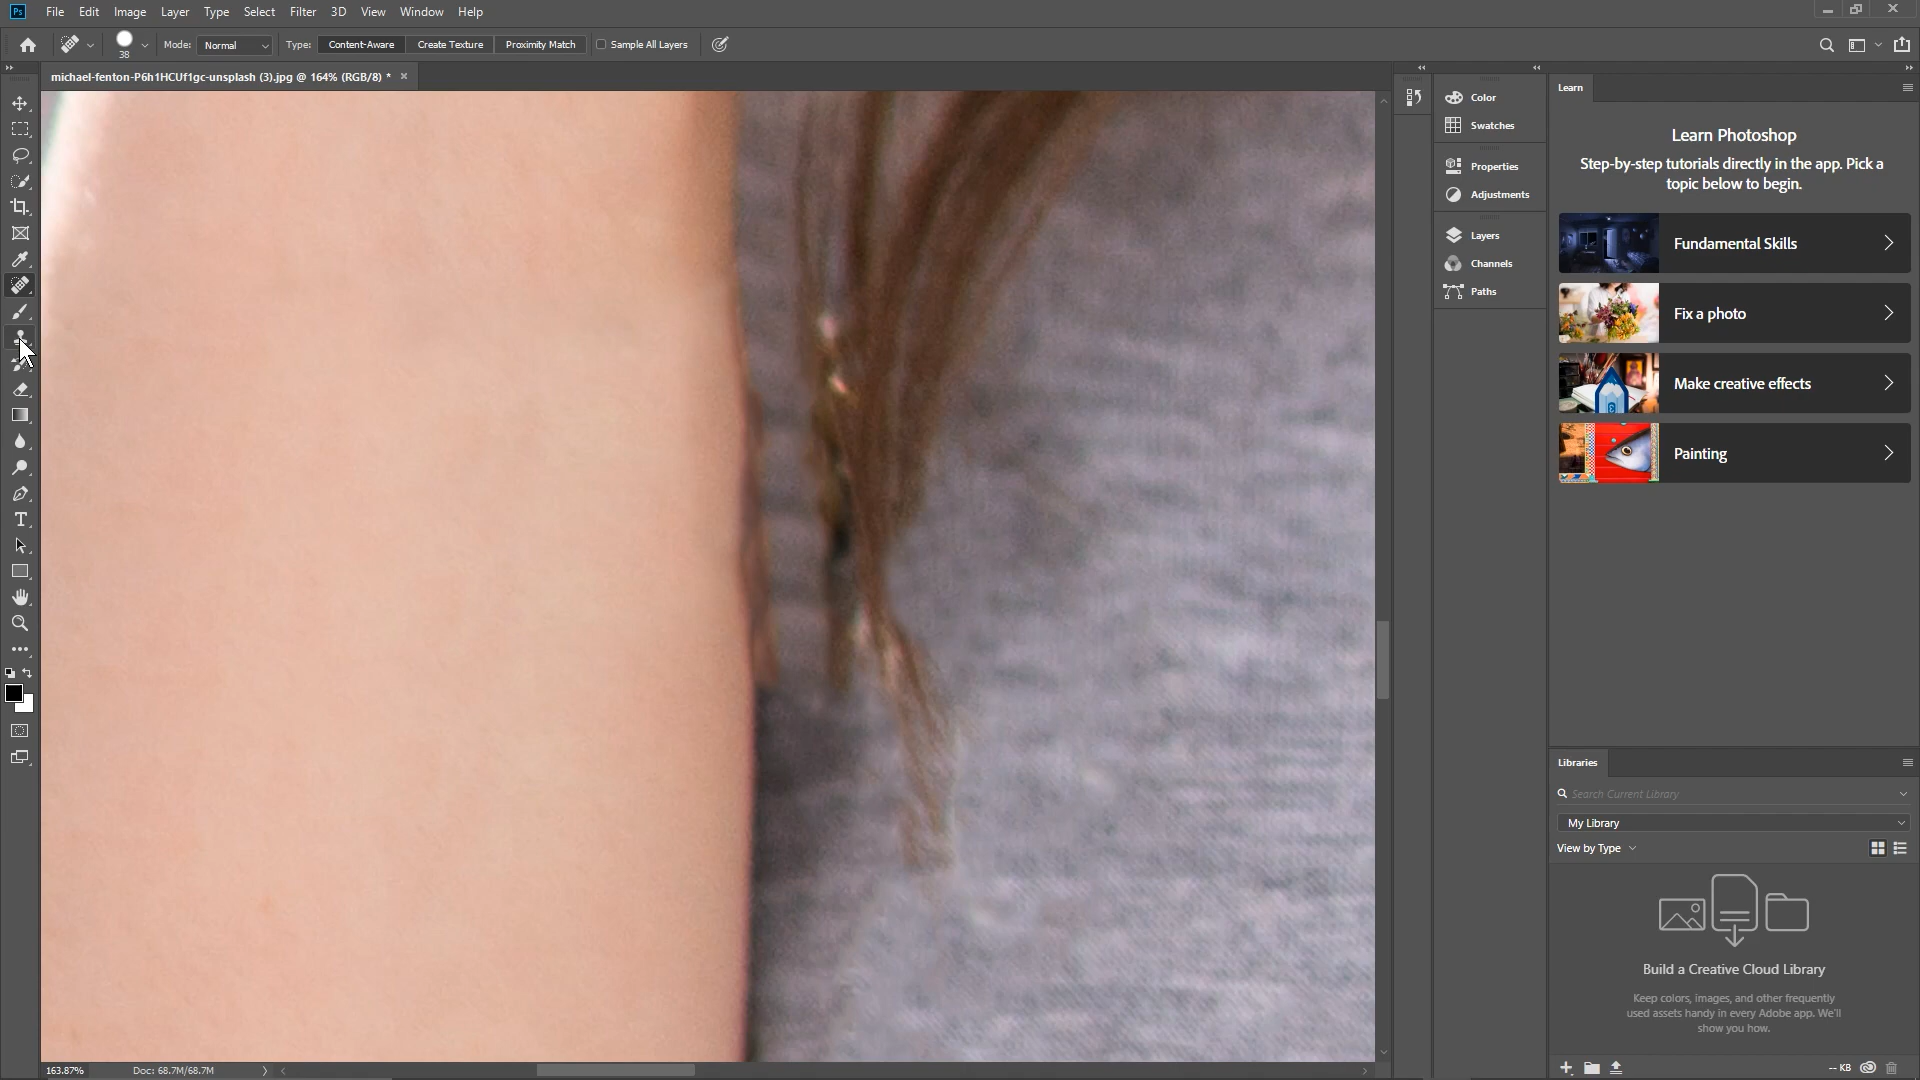 Ps File Edit Image Layer Type Select Filter 3D View Window Help
38 Mode: Normal Type: Content-Aware Create Texture Proximity Match Sample All Layers
michael-fenton-P6h1HCUf1gc-unsplash (3).jpg @ 164% (RGB/8) * ×
Color
Swatches
Properties
Adjustments
Layers
Channels
Paths
Learn
Learn Photoshop
Step-by-step tutorials directly in the app. Pick a
topic below to begin.
Fundamental Skills
Fix a photo
Make creative effects
Painting
Libraries
Search Current Library
My Library
View by Type
Build a Creative Cloud Library
Keep colors, images, and other frequently
used assets handy in every Adobe app. We'll
show you how.
-- KB
163.87% Doc: 68.7M/68.7M